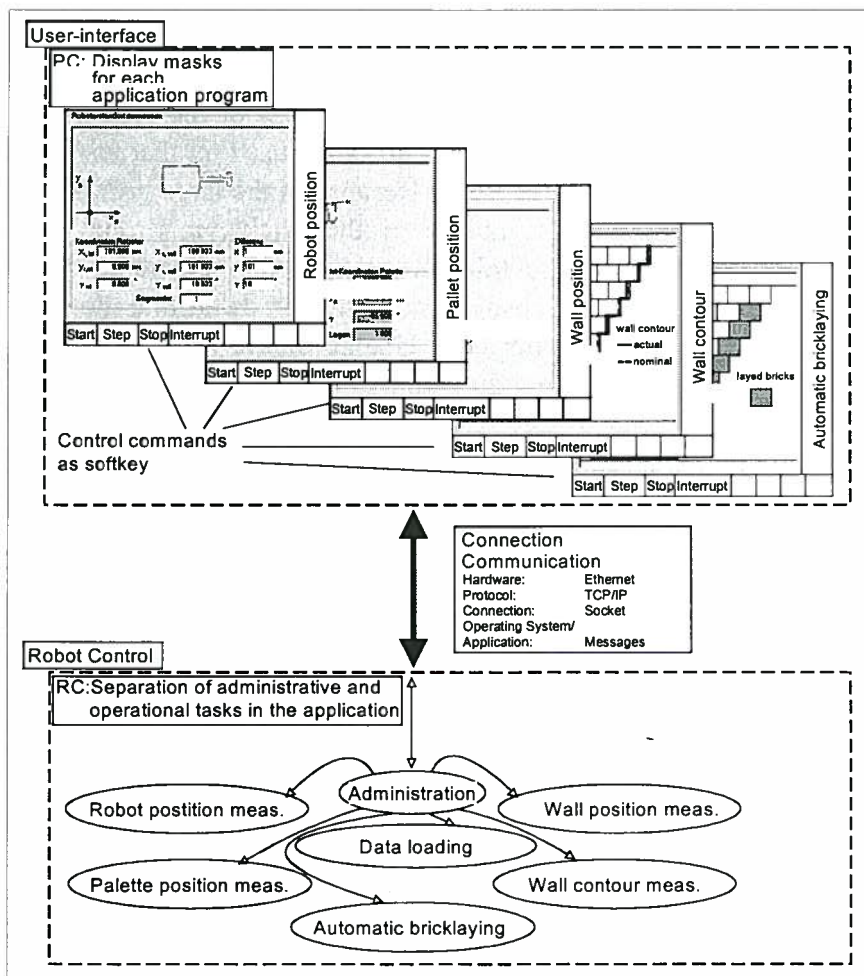 User-interface
PC: Display masks
for each
application program
Robot position
Start Step Stop Interrupt
Pallet position
Start Step Stop Interrupt
Wall position
Start Step Stop Interrupt
wall contour
actual
nominal
Wall contour
Start Step Stop Interrupt
layed bricks
Automatic bricklaying
Start Step Stop Interrupt
Control commands
as softkey
Connection
Communication
Hardware: Ethernet
Protocol: TCP/IP
Connection: Socket
Operating System/
Application: Messages
Robot Control
RC:Separation of administrative and
operational tasks in the application
Administration
Robot postition meas.
Wall position meas.
Data loading
Palette position meas.
Wall contour meas.
Automatic bricklaying